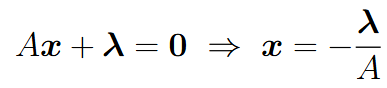 Ax + λ = 0 ⇒ x = −λ/A